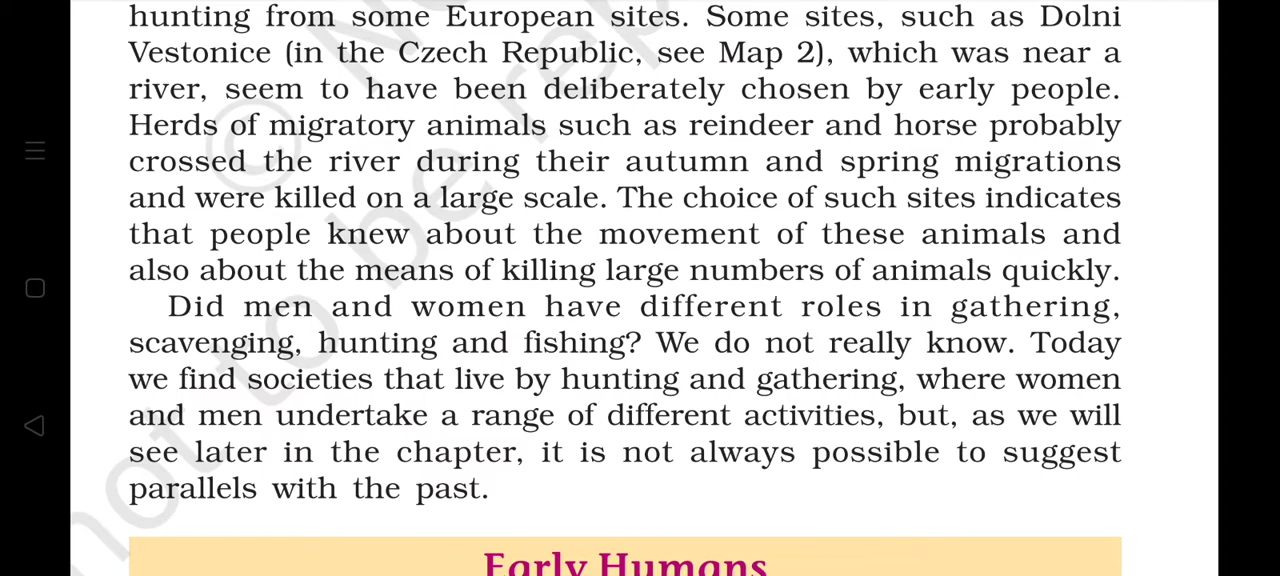 hunting from some European sites. Some sites, such as Dolni
Vestonice (in the Czech Republic, see Map 2), which was near a
river, seem to have been deliberately chosen by early people.
Herds of migratory animals such as reindeer and horse probably
crossed the river during their autumn and spring migrations
and were killed on a large scale. The choice of such sites indicates
that people knew about the movement of these animals and
also about the means of killing large numbers of animals quickly.
Did men and women have different roles in gathering,
scavenging, hunting and fishing? We do not really know. Today
we find societies that live by hunting and gathering, where women
and men undertake a range of different activities, but, as we will
see later in the chapter, it is not always possible to suggest
parallels with the past.
Early Humans
© N
not to be rep